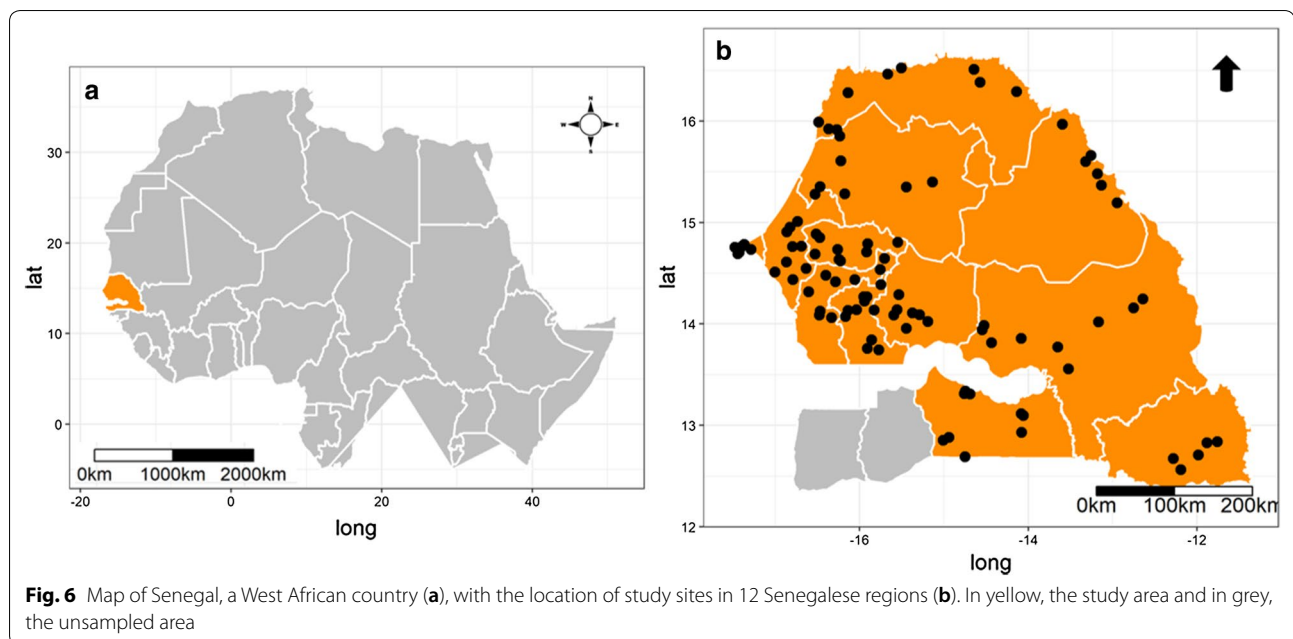 a
N
W E
S
lat
30
20
10
0
0km 1000km 2000km
-20 0 20 40
long
b
lat
16
15
14
13
12
0km 100km 200km
-16 -14 -12
long
Fig. 6 Map of Senegal, a West African country (a), with the location of study sites in 12 Senegalese regions (b). In yellow, the study area and in grey,
the unsampled area